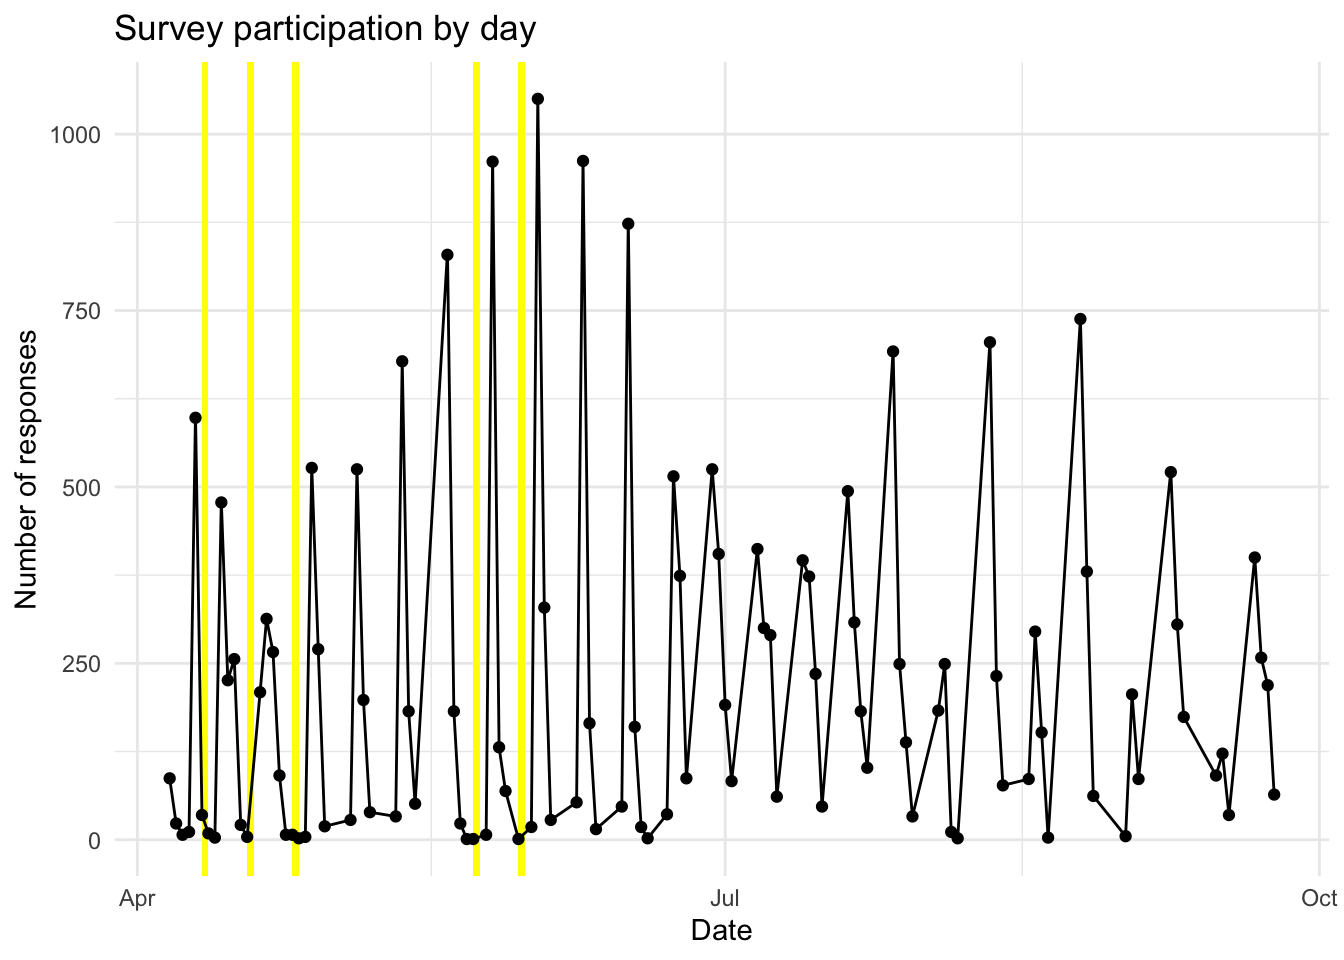 Survey participation by day
1000
750
500
250
0
Number of responses
Apr
Jul
Oct
Date